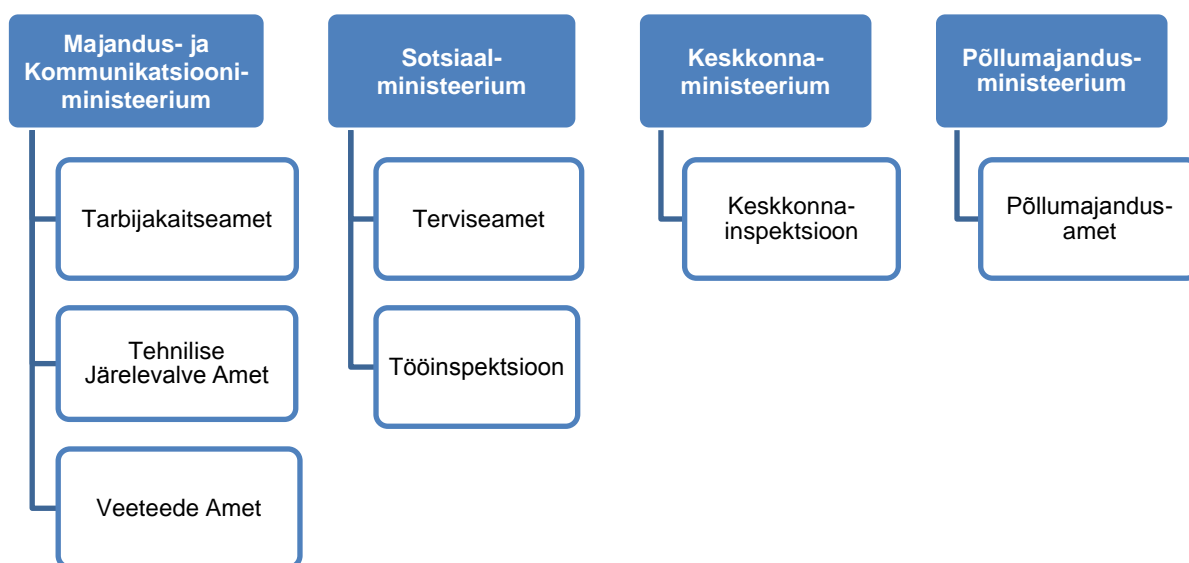 Majandus- ja
Kommunikatsiooni-
ministeerium
Tarbijakaitseamet
Tehnilise
Järelevalve Amet
Veeteede Amet
Sotsiaal-
ministeerium
Terviseamet
Tööinspektsioon
Keskkonna-
ministeerium
Keskkonna-
inspektsioon
Põllumajandus-
ministeerium
Põllumajandus-
amet